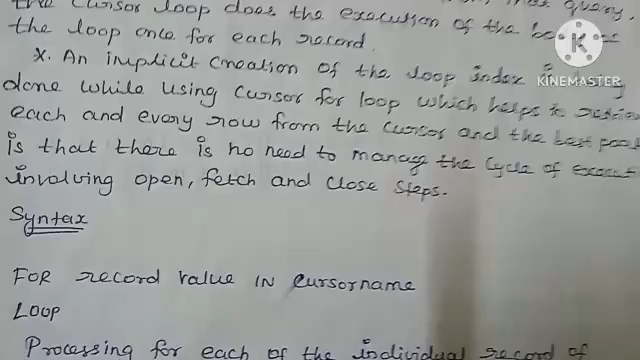 the cursor loop does the execution of the
the loop once for each record.
x. An implicit creation of the loop index is
KINEMASTER
done while using cursor for loop which helps to
each and every row from the cursor and the best
is that there is no need to manage the cycle of
involving open, fetch and close steps.
Syntax
FOR record value IN cursorname
LOOP
Processing for each of the individual record of